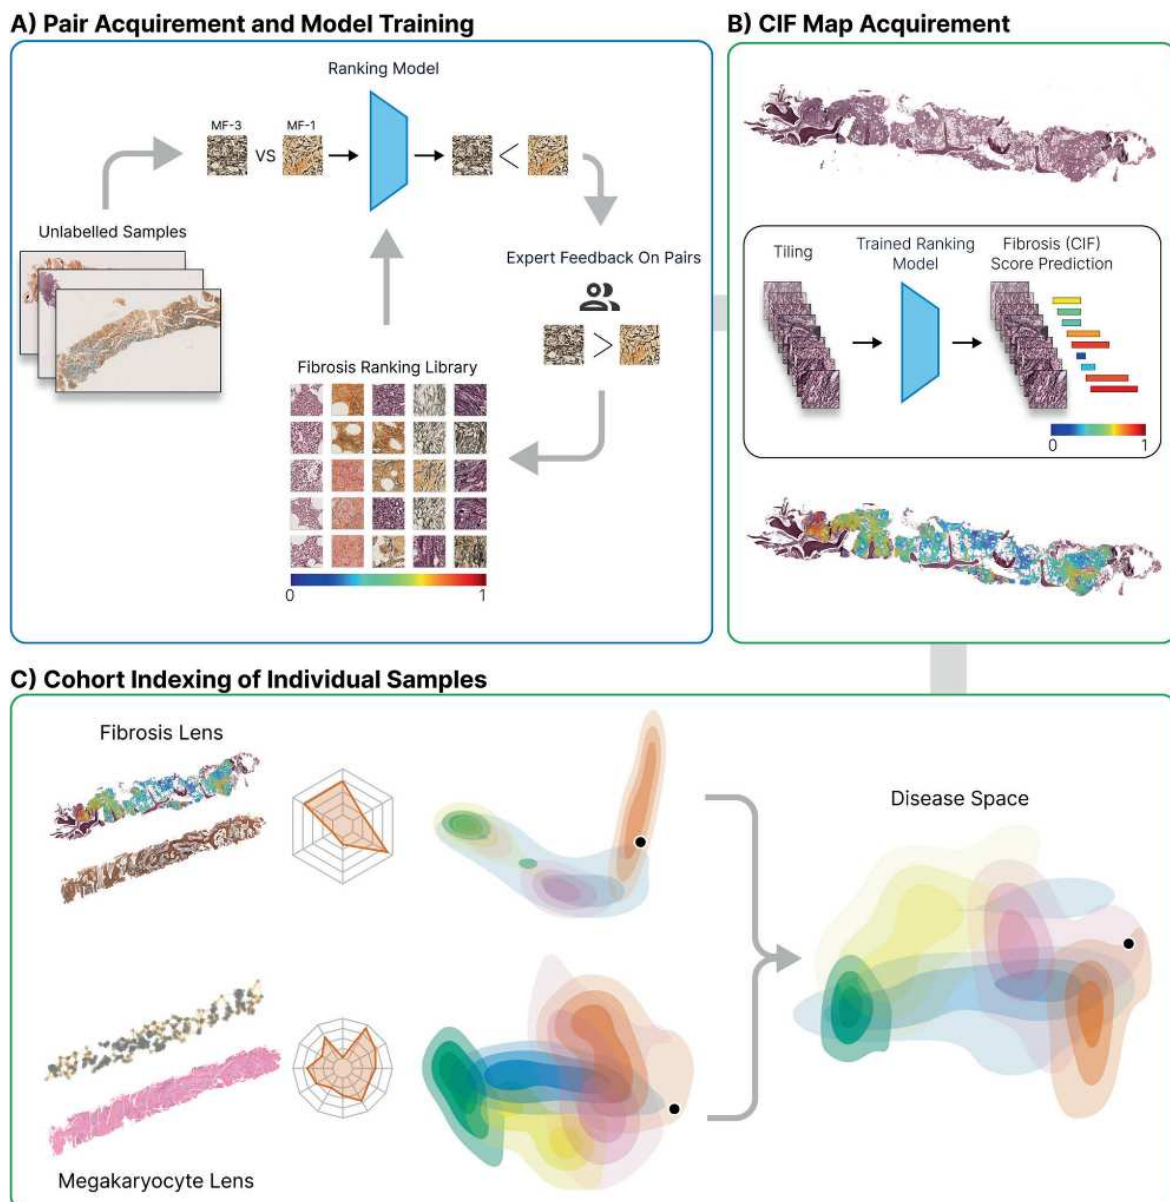 A) Pair Acquirement and Model Training
Ranking Model
MF-3
MF-1
VS
<
Unlabelled Samples
Expert Feedback On Pairs
>
Fibrosis Ranking Library
0
1
B) CIF Map Acquirement
Tiling
Trained Ranking
Model
Fibrosis (CIF)
Score Prediction
0
1
C) Cohort Indexing of Individual Samples
Fibrosis Lens
Disease Space
Megakaryocyte Lens